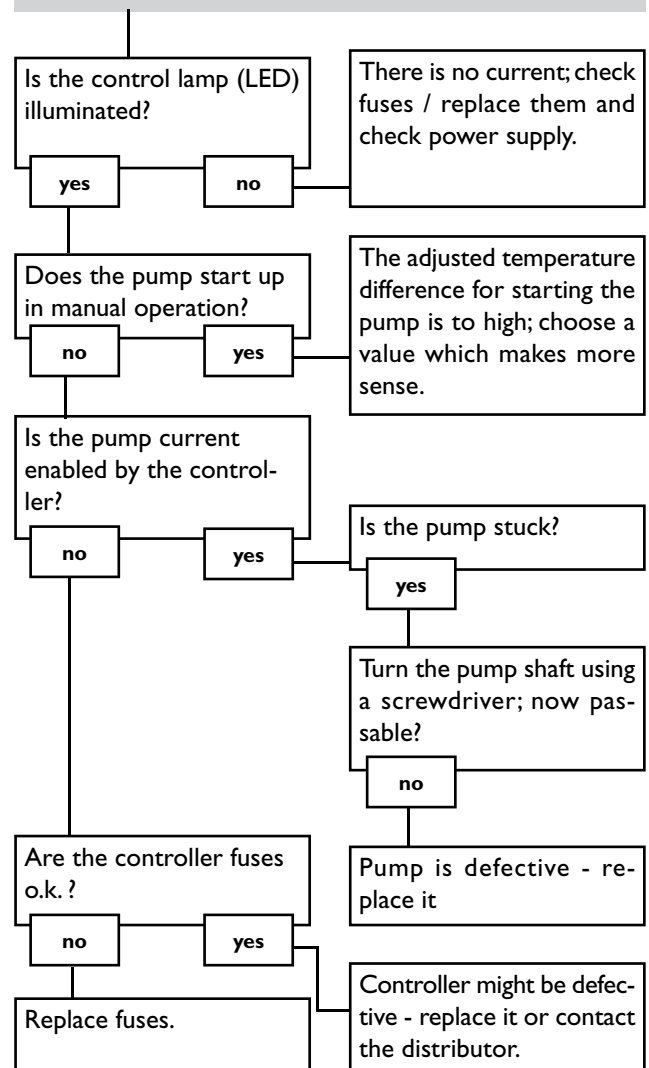 Is the control lamp (LED)
illuminated?
yes
no
There is no current; check
fuses / replace them and
check power supply.
Does the pump start up
in manual operation?
no
yes
The adjusted temperature
difference for starting the
pump is to high; choose a
value which makes more
sense.
Is the pump current
enabled by the control-
ler?
no
yes
Is the pump stuck?
yes
Turn the pump shaft using
a screwdriver; now pas-
sable?
no
Pump is defective - re-
place it
Are the controller fuses
o.k. ?
no
yes
Replace fuses.
Controller might be defec-
tive - replace it or contact
the distributor.